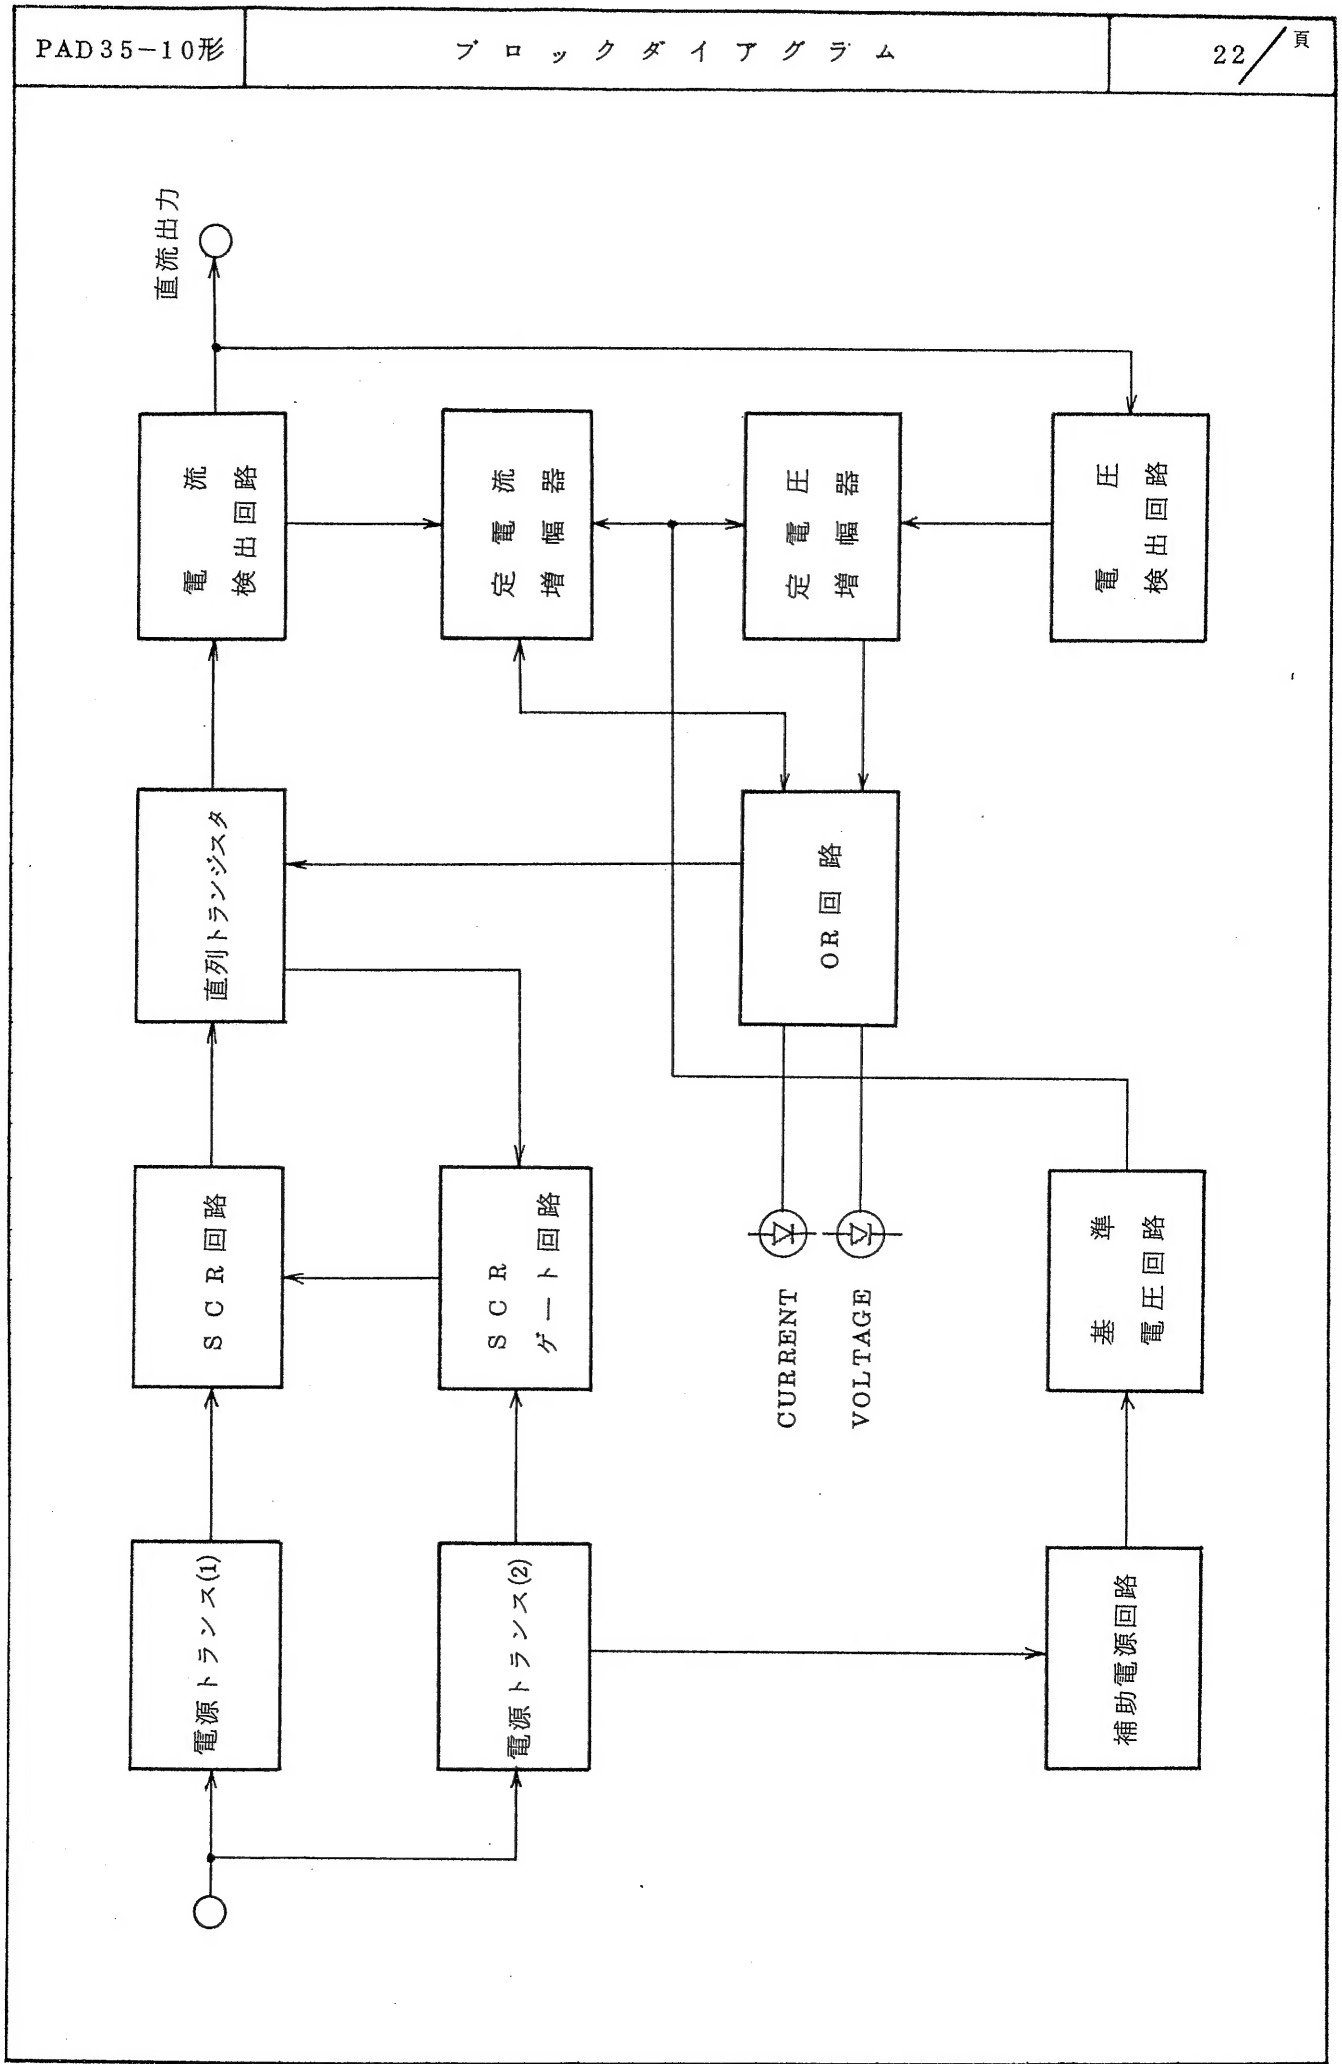 PAD35-10形
ブロックダイアグラム
22/頁
電源トランス(1)
SCR回路
直列トランジスタ
電流
検出回路
直流出力
電源トランス(2)
SCR
ゲート回路
定電流
増幅器
CURRENT
VOLTAGE
OR回路
定電圧
増幅器
補助電源回路
基準
電圧回路
電圧
検出回路